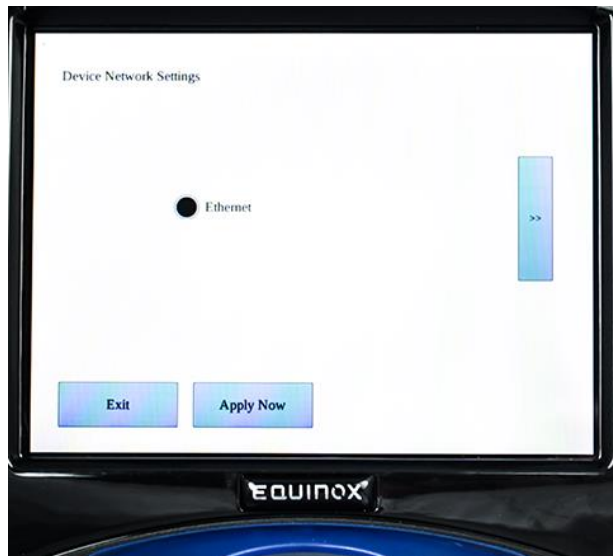 Device Network Settings
Ethernet
>>
Exit
Apply Now
EQUINOX